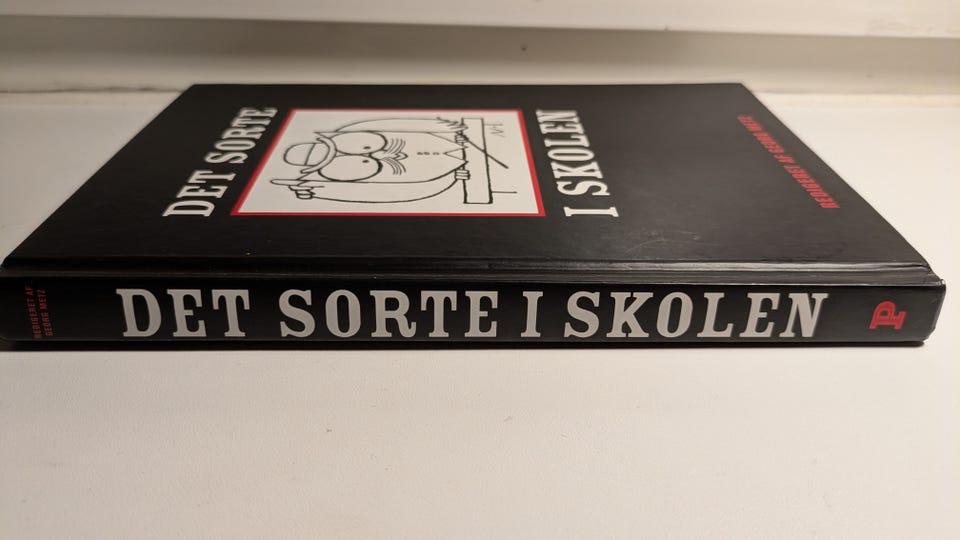 DET SORTE
I SKOLEN
REDIGERET AF GEORG METZ
REDIGERET AF
GEORG METZ
DET SORTE I SKOLEN
P